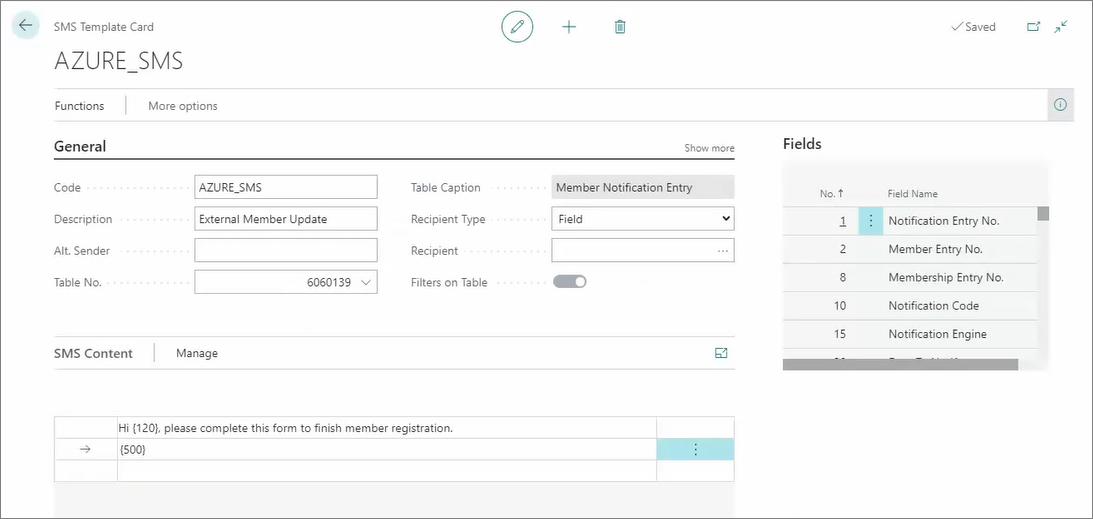 SMS Template Card
Saved
AZURE_SMS
Functions
More options
General
Show more
Code
AZURE_SMS
Table Caption
Member Notification Entry
Description
External Member Update
Recipient Type
Field
Alt. Sender
Recipient
...
Table No.
6060139
Filters on Table
SMS Content
Manage
Hi {120}, please complete this form to finish member registration.
{500}
Fields
No.↑
Field Name
1
Notification Entry No.
2
Member Entry No.
8
Membership Entry No.
10
Notification Code
15
Notification Engine